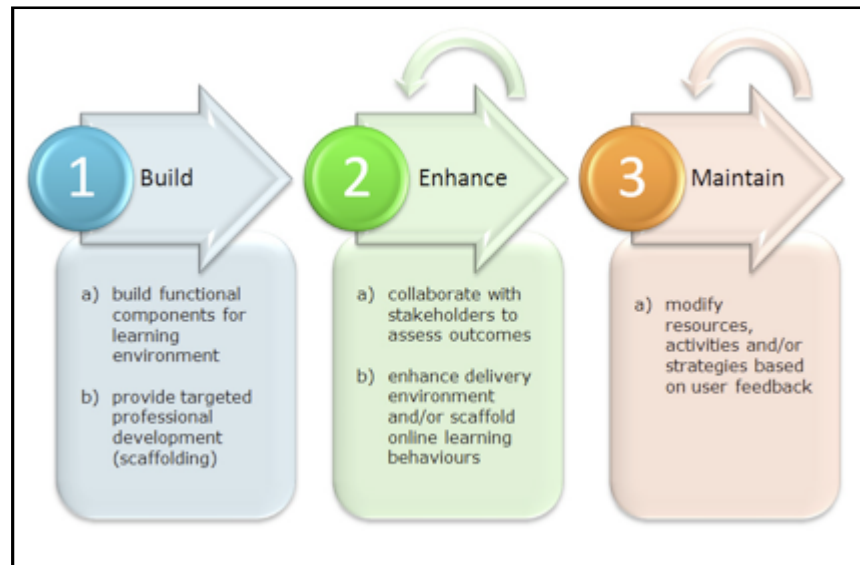 1
Build
a) build functional
components for
learning
environment
b) provide targeted
professional
development
(scaffolding)
2
Enhance
a) collaborate with
stakeholders to
assess outcomes
b) enhance delivery
environment
and/or scaffold
online learning
behaviours
3
Maintain
a) modify
resources,
activities and/or
strategies based
on user feedback